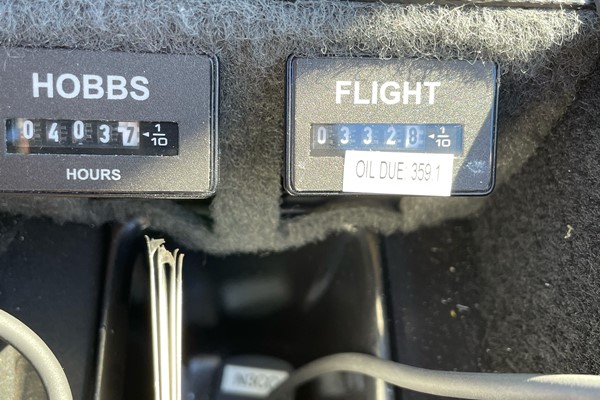 HOBBS
0 4 0 3 7 1/10
HOURS
FLIGHT
0 3 3 2 8 1/10
OIL DUE: 359.1